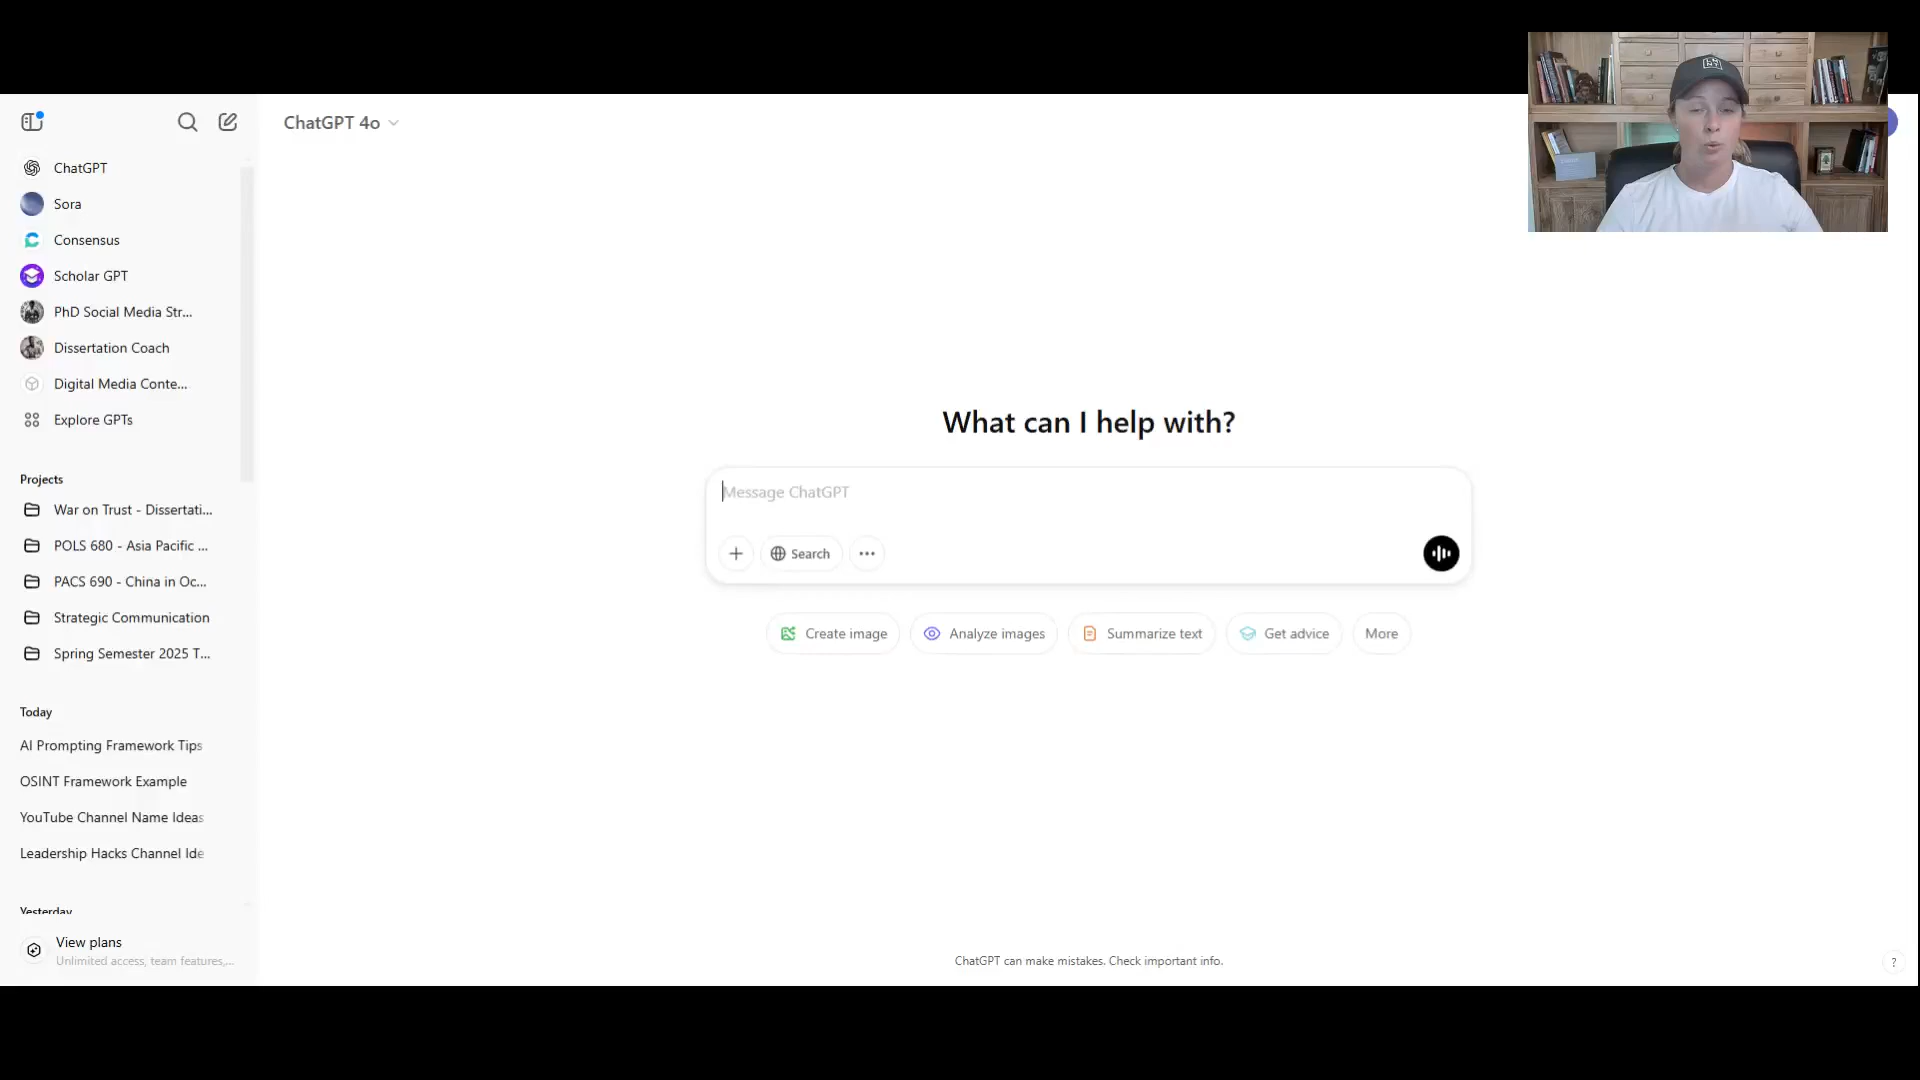 ChatGPT 4o
ChatGPT
Sora
Consensus
Scholar GPT
PhD Social Media Str...
Dissertation Coach
Digital Media Conte...
Explore GPTs
Projects
War on Trust - Dissertati...
POLS 680 - Asia Pacific ...
PACS 690 - China in Oc...
Strategic Communication
Spring Semester 2025 T...
Today
AI Prompting Framework Tips
OSINT Framework Example
YouTube Channel Name Ideas
Leadership Hacks Channel Ide
Yesterday
View plans
Unlimited access, team features,...
What can I help with?
Message ChatGPT
Search
Create image
Analyze images
Summarize text
Get advice
More
ChatGPT can make mistakes. Check important info.
?